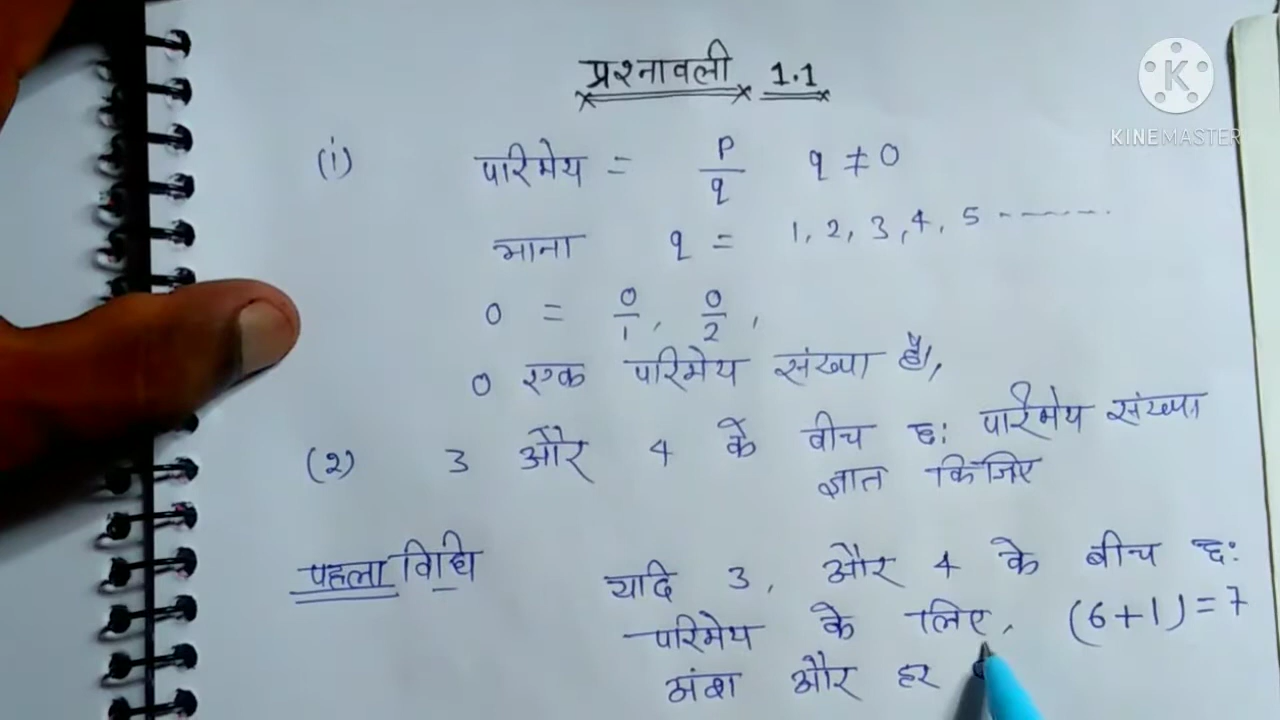 प्रश्नावली 1.1
K
KINEMASTER
(i) परिमेय = p/q q ≠ 0
माना q = 1, 2, 3, 4, 5 -------
0 = 0/1, 0/2,
0 एक परिमेय संख्या है।,
(२) 3 और 4 के बीच छः परिमेय संख्या
ज्ञात किजिए
पहला विधि यदि 3, और 4 के बीच छः
परिमेय के लिए, (6+1) = 7
अंश और हर